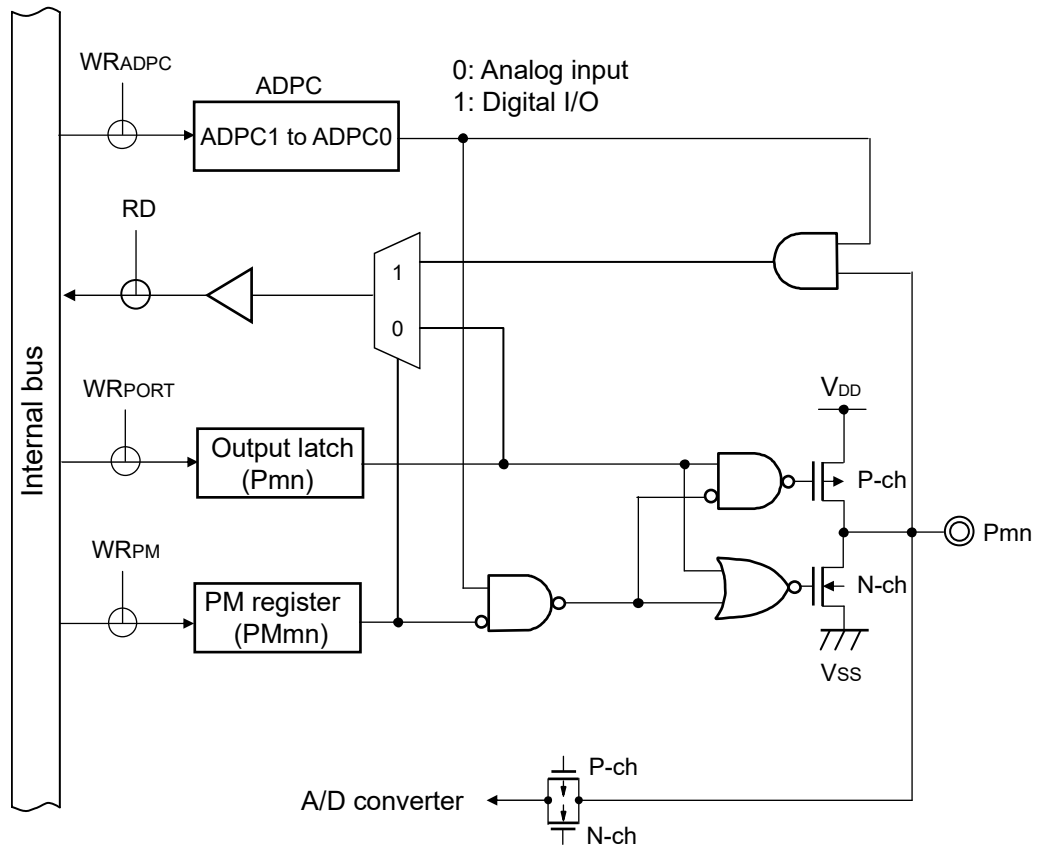 WRADPC
ADPC
ADPC1 to ADPC0
0: Analog input
1: Digital I/O
RD
1
0
Internal bus
WRPORT
Output latch
(Pmn)
VDD
P-ch
Pmn
WRPM
PM register
(PMmn)
N-ch
VSS
P-ch
A/D converter
N-ch